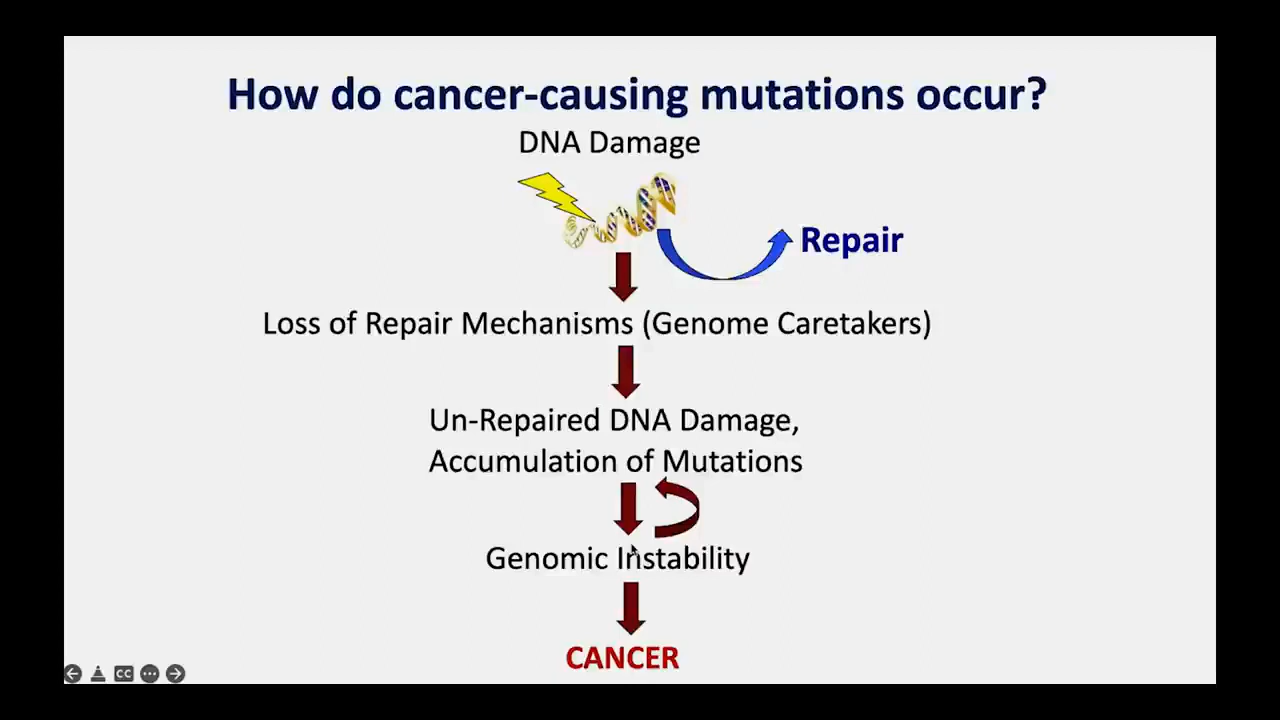 How do cancer-causing mutations occur?
DNA Damage
Repair
Loss of Repair Mechanisms (Genome Caretakers)
Un-Repaired DNA Damage,
Accumulation of Mutations
Genomic Instability
CANCER
CC